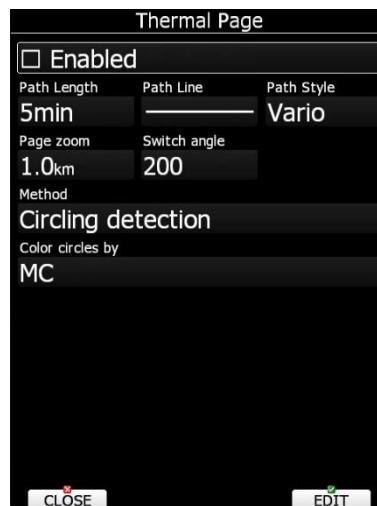 Thermal Page
Enabled
Path Length Path Line Path Style
5min Vario
Page zoom Switch angle
1.0km 200
Method
Circling detection
Color circles by
MC
CLOSE EDIT